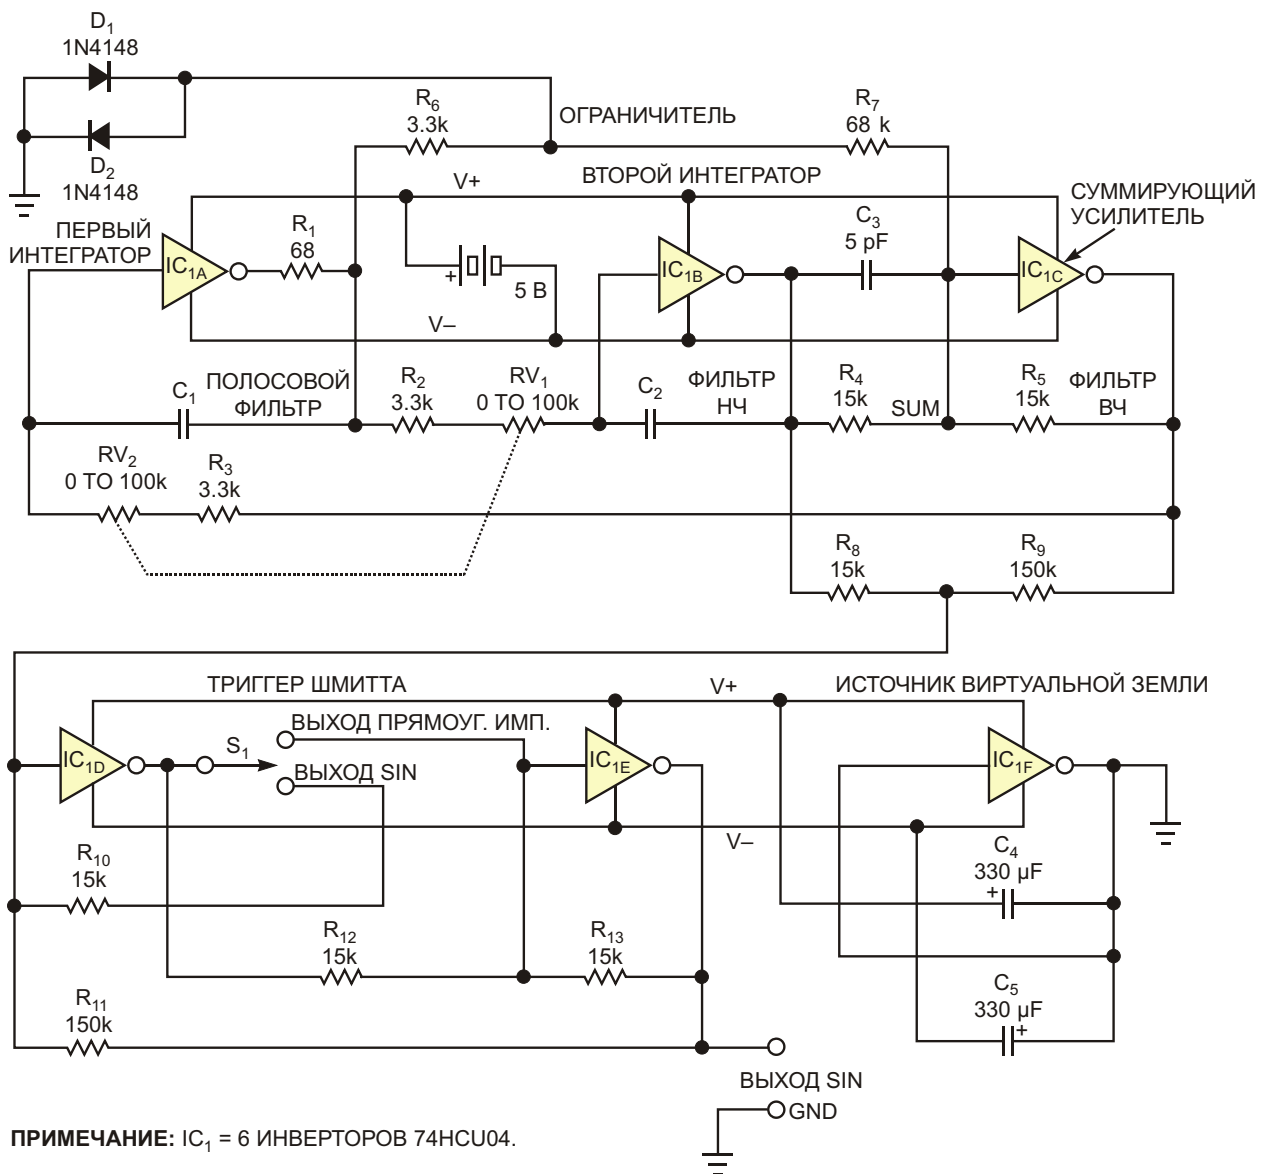 D1
1N4148
D2
1N4148
R6
3.3k
ОГРАНИЧИТЕЛЬ
R7
68 k
V+
ВТОРОЙ ИНТЕГРАТОР
СУММИРУЮЩИЙ
УСИЛИТЕЛЬ
ПЕРВЫЙ
ИНТЕГРАТОР
IC1A
R1
68
+
5 В
V–
IC1B
C3
5 pF
IC1C
C1
ПОЛОСОВОЙ
ФИЛЬТР
R2
3.3k
RV1
0 TO 100k
C2
ФИЛЬТР
НЧ
R4
15k
SUM
R5
15k
ФИЛЬТР
ВЧ
RV2
0 TO 100k
R3
3.3k
R8
15k
R9
150k
ТРИГГЕР ШМИТТА
V+
ИСТОЧНИК ВИРТУАЛЬНОЙ ЗЕМЛИ
IC1D
S1
ВЫХОД ПРЯМОУГ. ИМП.
ВЫХОД SIN
IC1E
IC1F
V–
R10
15k
C4
330 µF
+
R12
15k
R13
15k
R11
150k
C5
330 µF
+
ВЫХОД SIN
GND
ПРИМЕЧАНИЕ: IC1 = 6 ИНВЕРТОРОВ 74HCU04.